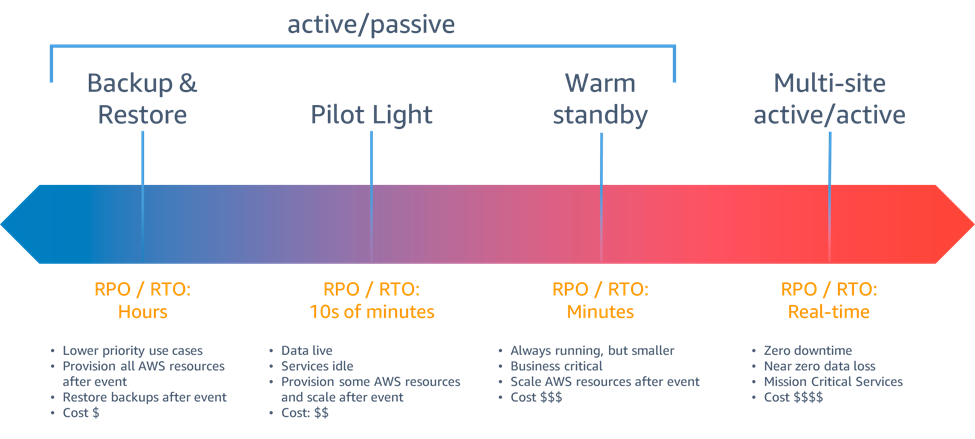 active/passive
Backup &
Restore
Pilot Light
Warm
standby
Multi-site
active/active
RPO / RTO:
Hours
RPO / RTO:
10s of minutes
RPO / RTO:
Minutes
RPO / RTO:
Real-time
• Lower priority use cases
• Provision all AWS resources
after event
• Restore backups after event
• Cost $
• Data live
• Services idle
• Provision some AWS resources
and scale after event
• Cost: $$
• Always running, but smaller
• Business critical
• Scale AWS resources after event
• Cost $$$
• Zero downtime
• Near zero data loss
• Mission Critical Services
• Cost $$$$